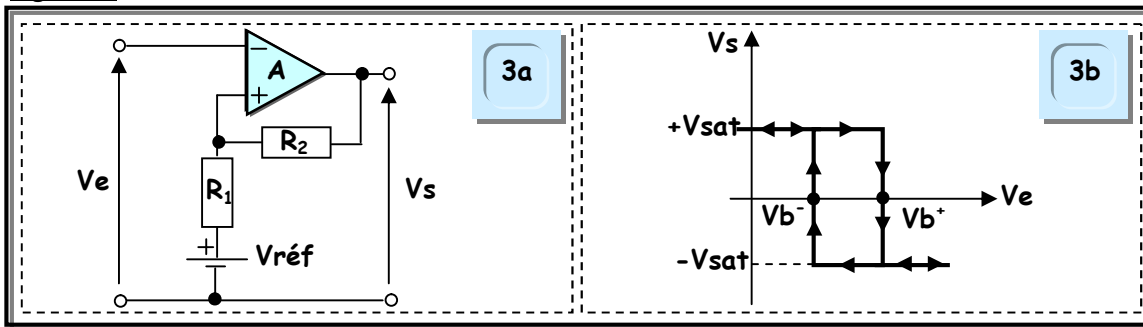 −
A
+
3a
R₂
Ve
R₁
Vs
+
Vréf
Vs
3b
+Vsat
Ve
Vb⁻
Vb⁺
-Vsat